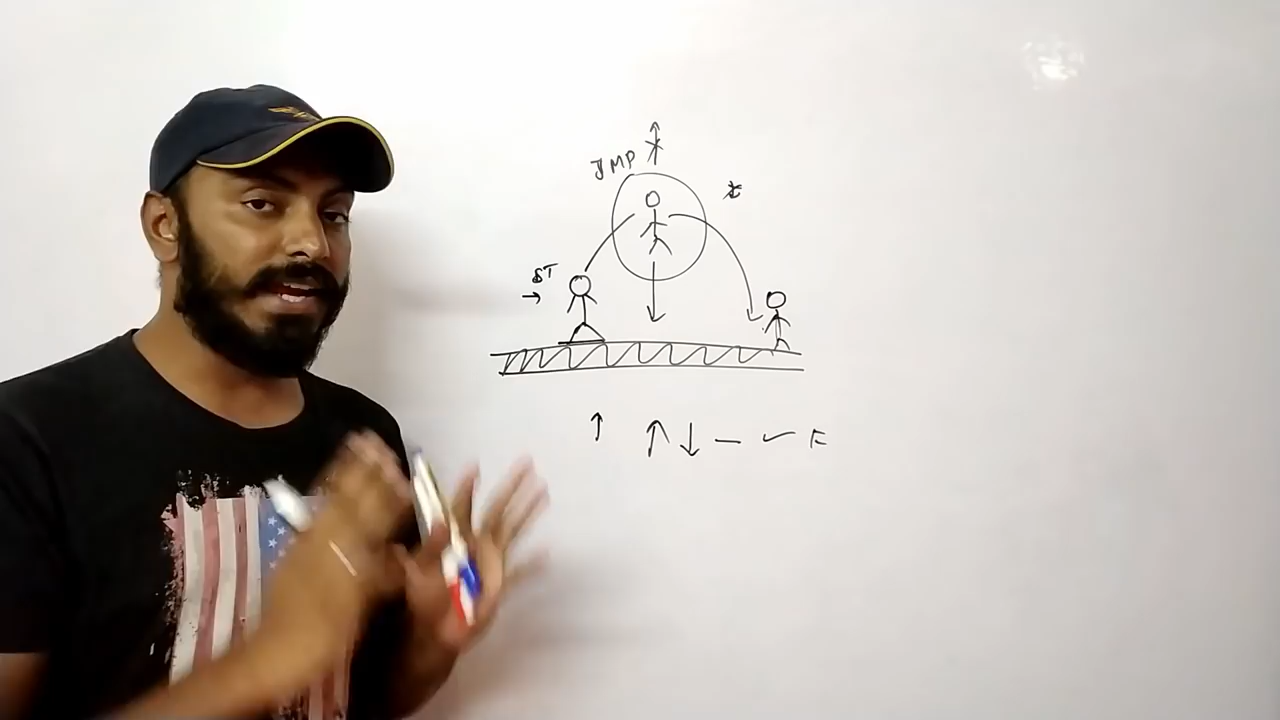 JMP
ST
↑ ↑ ↓ — ✓ F